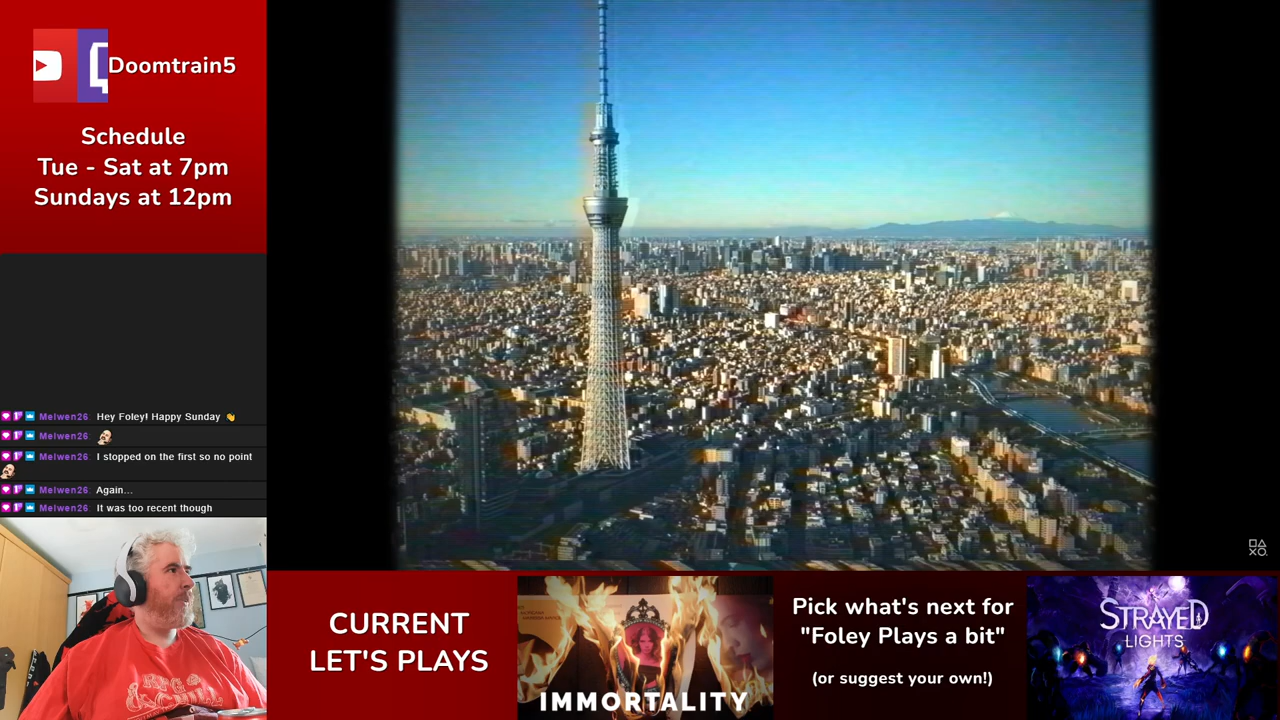 Doomtrain5
Schedule
Tue - Sat at 7pm
Sundays at 12pm
Melwen26 Hey Foley! Happy Sunday
Melwen26
Melwen26 I stopped on the first so no point
Melwen26 Again...
Melwen26 It was too recent though
RPG &
CHILL
CURRENT
LET'S PLAYS
IMMORTALITY
Pick what's next for
"Foley Plays a bit"
(or suggest your own!)
STRAYED
LIGHTS